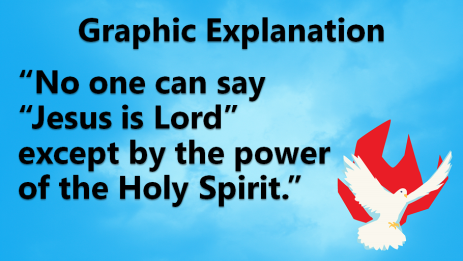 Graphic Explanation
“No one can say
“Jesus is Lord”
except by the power
of the Holy Spirit.”